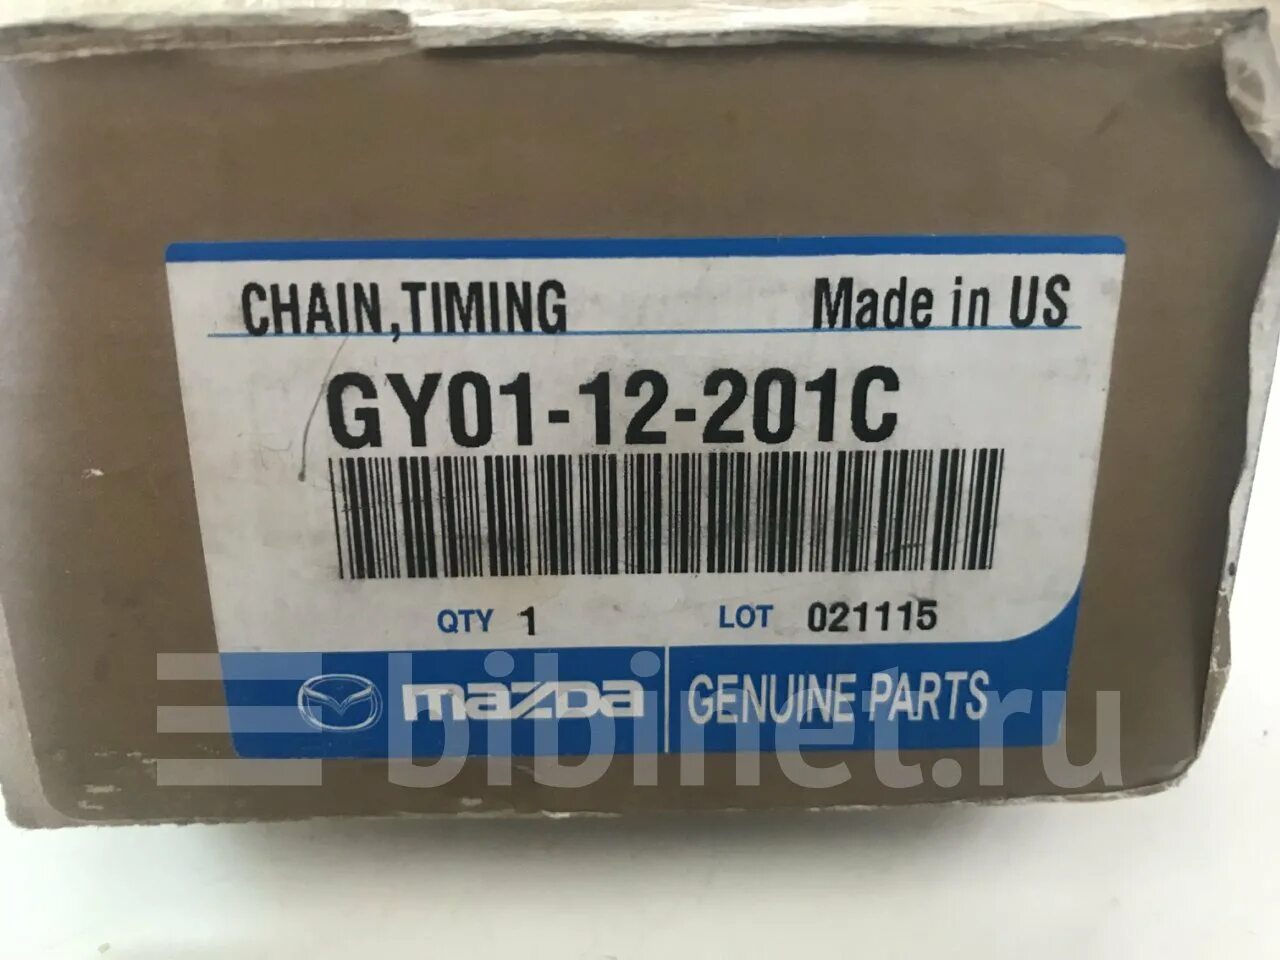 CHAIN,TIMING Made in US
GY01-12-201C
QTY 1 LOT 021115
mazda GENUINE PARTS
bibinet.ru